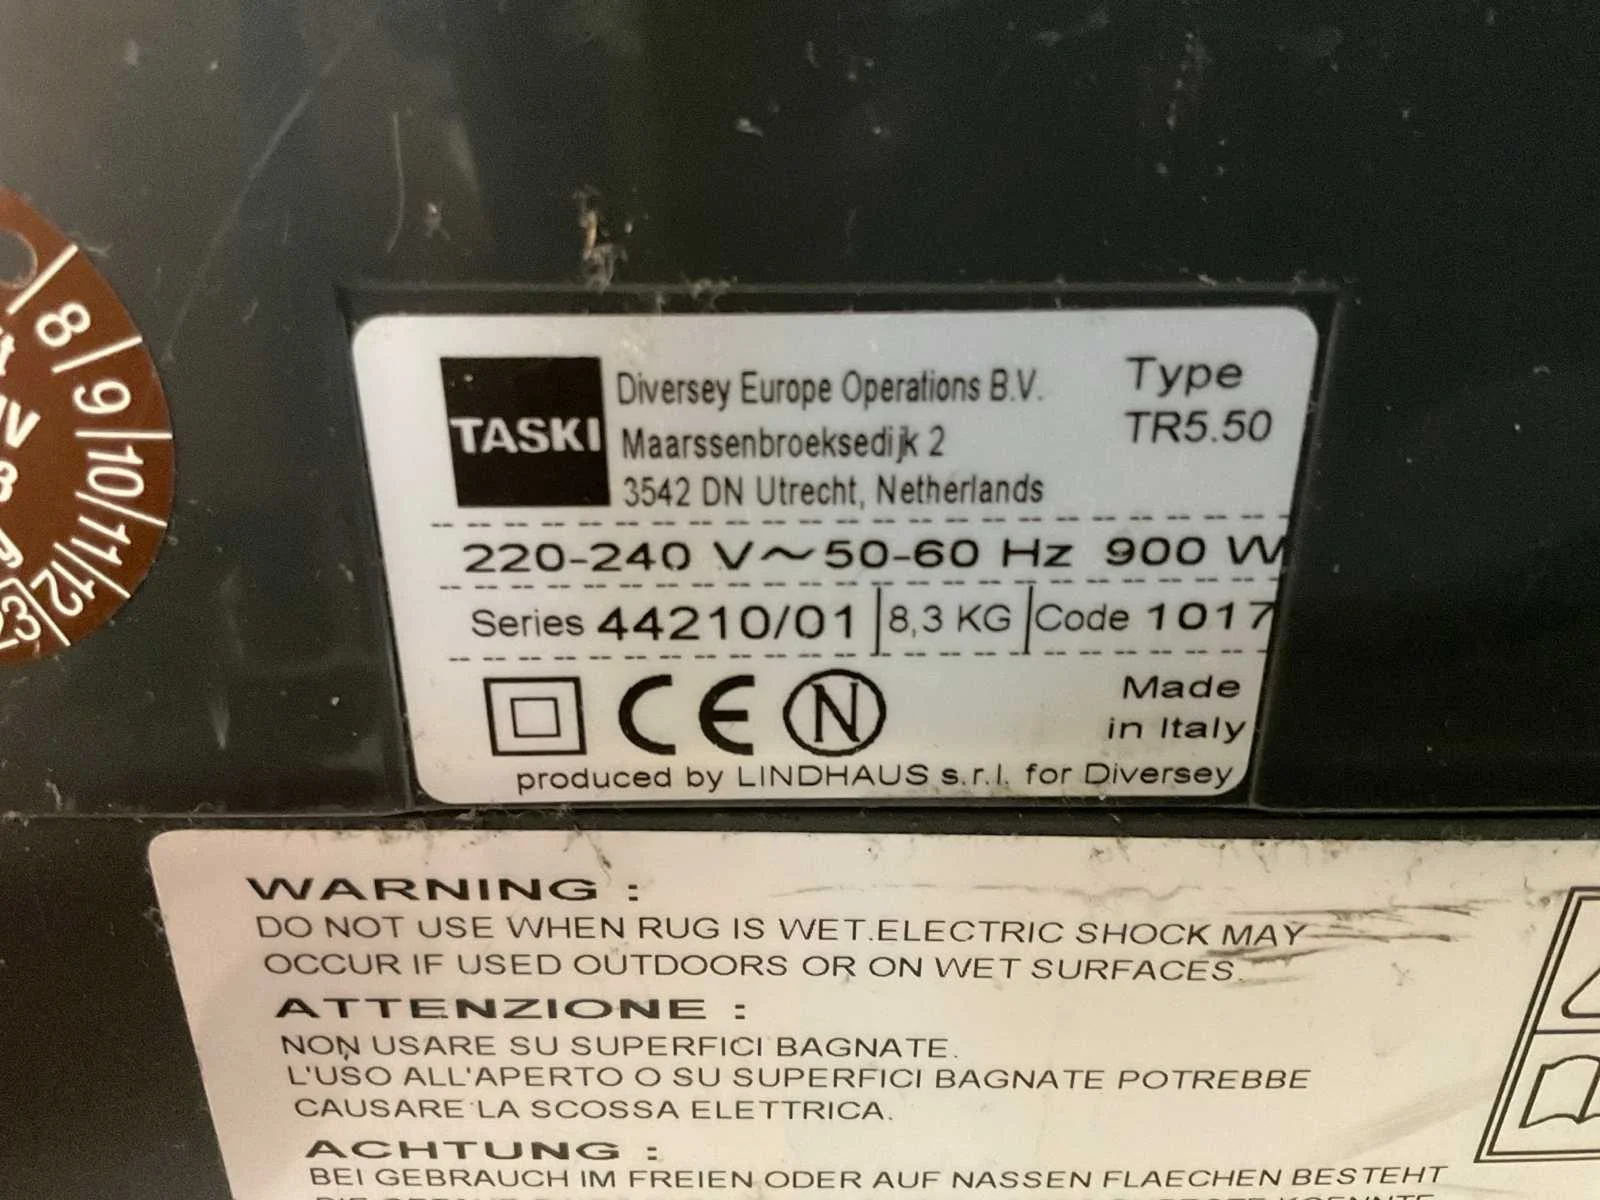 TASKI
Diversey Europe Operations B.V.
Maarssenbroeksedijk 2
3542 DN Utrecht, Netherlands
Type
TR5.50
220-240 V~50-60 Hz 900 W
Series 44210/01 8,3 KG Code 1017
CE N
Made
in Italy
produced by LINDHAUS s.r.l. for Diversey
8/9/10/11/12
23
WARNING :
DO NOT USE WHEN RUG IS WET.ELECTRIC SHOCK MAY
OCCUR IF USED OUTDOORS OR ON WET SURFACES.
ATTENZIONE :
NON USARE SU SUPERFICI BAGNATE.
L'USO ALL'APERTO O SU SUPERFICI BAGNATE POTREBBE
CAUSARE LA SCOSSA ELETTRICA.
ACHTUNG :
BEI GEBRAUCH IM FREIEN ODER AUF NASSEN FLAECHEN BESTEHT